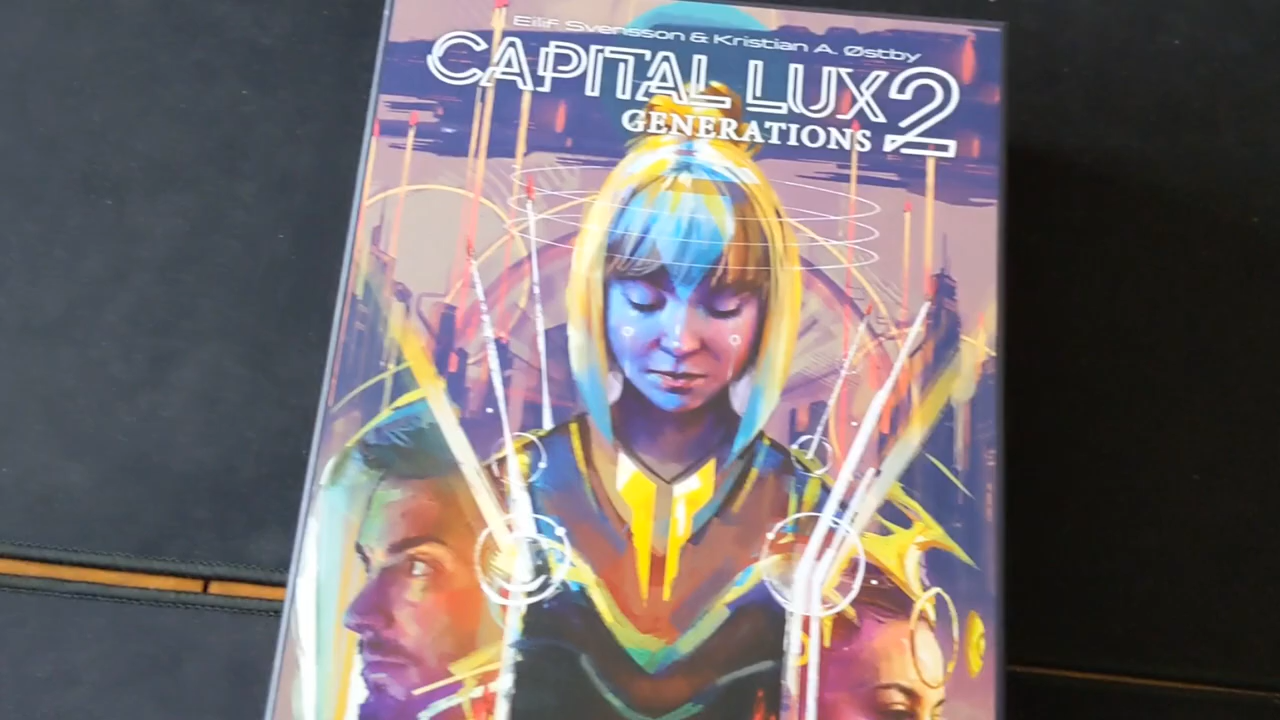 Eilif Svensson & Kristian A. Østby
CAPITAL LUX 2
GENERATIONS